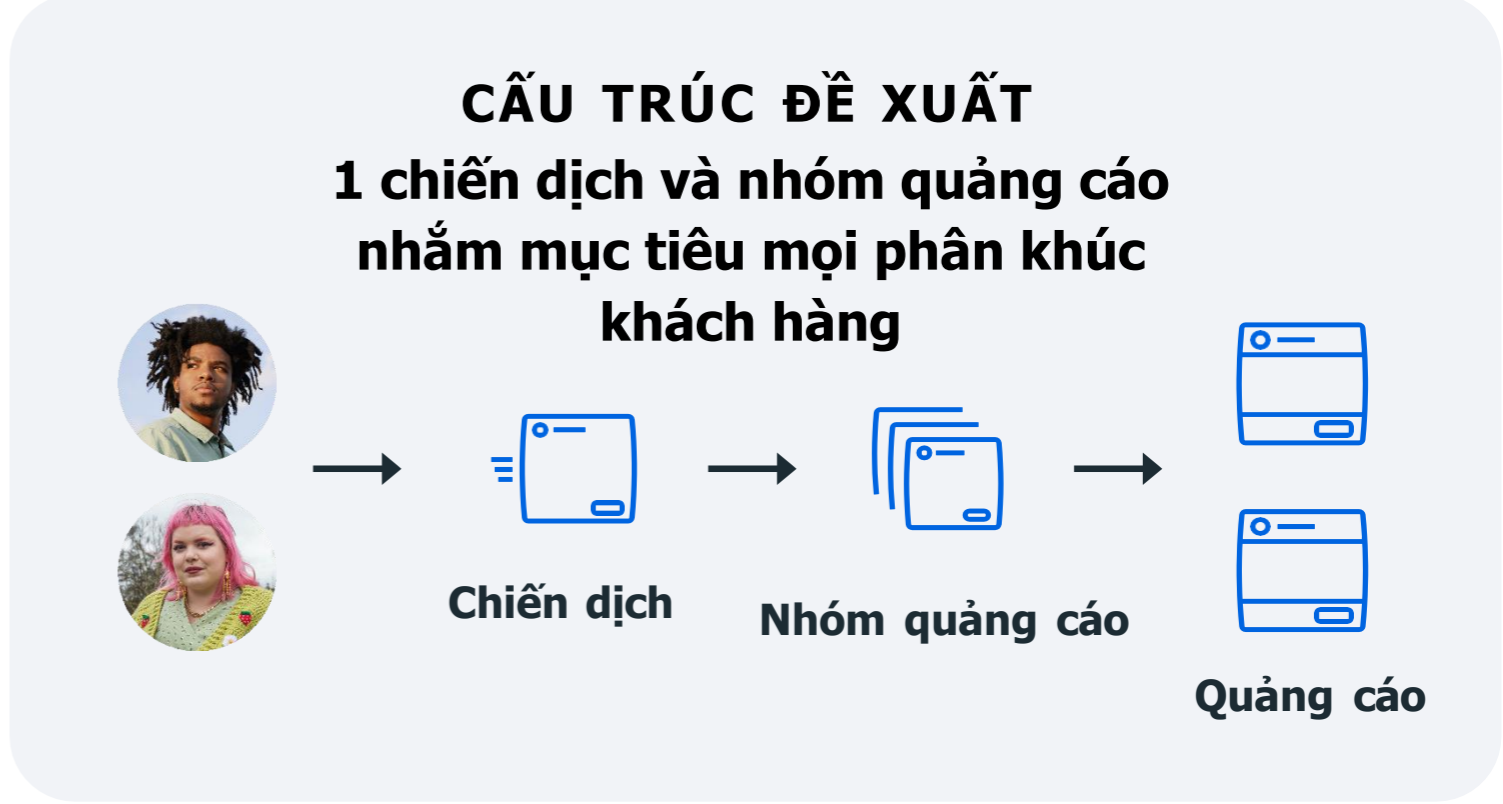 CẤU TRÚC ĐỀ XUẤT
1 chiến dịch và nhóm quảng cáo
nhắm mục tiêu mọi phân khúc
khách hàng
Chiến dịch
Nhóm quảng cáo
Quảng cáo